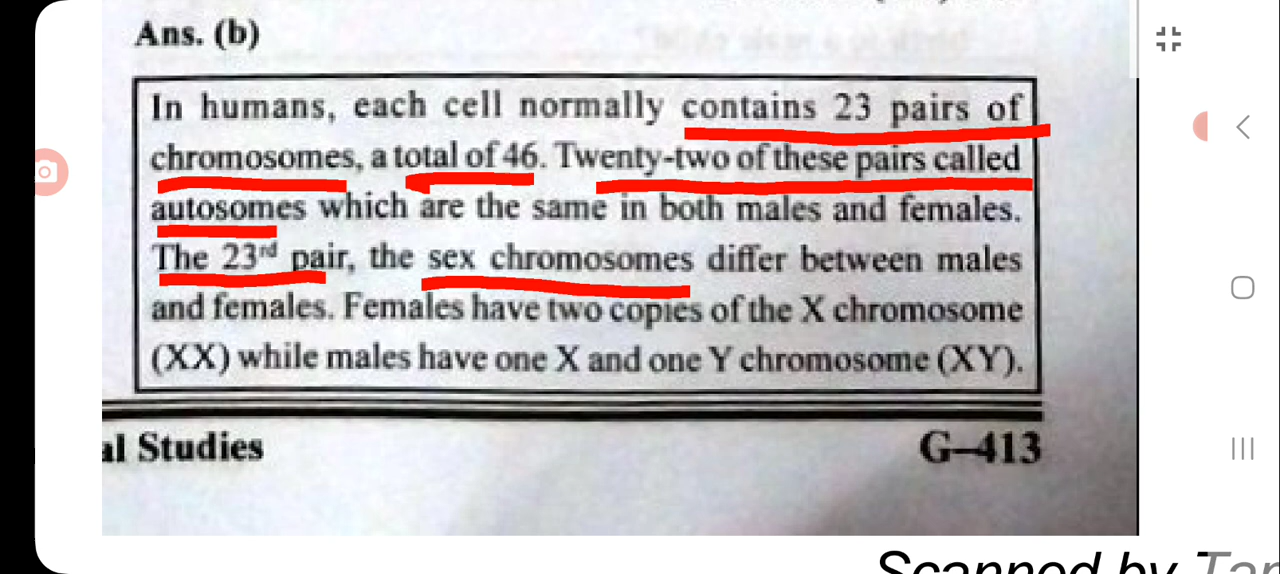 Ans. (b)
In humans, each cell normally contains 23 pairs of
chromosomes, a total of 46. Twenty-two of these pairs called
autosomes which are the same in both males and females.
The 23rd pair, the sex chromosomes differ between males
and females. Females have two copies of the X chromosome
(XX) while males have one X and one Y chromosome (XY).
al Studies
G–413
Scanned by